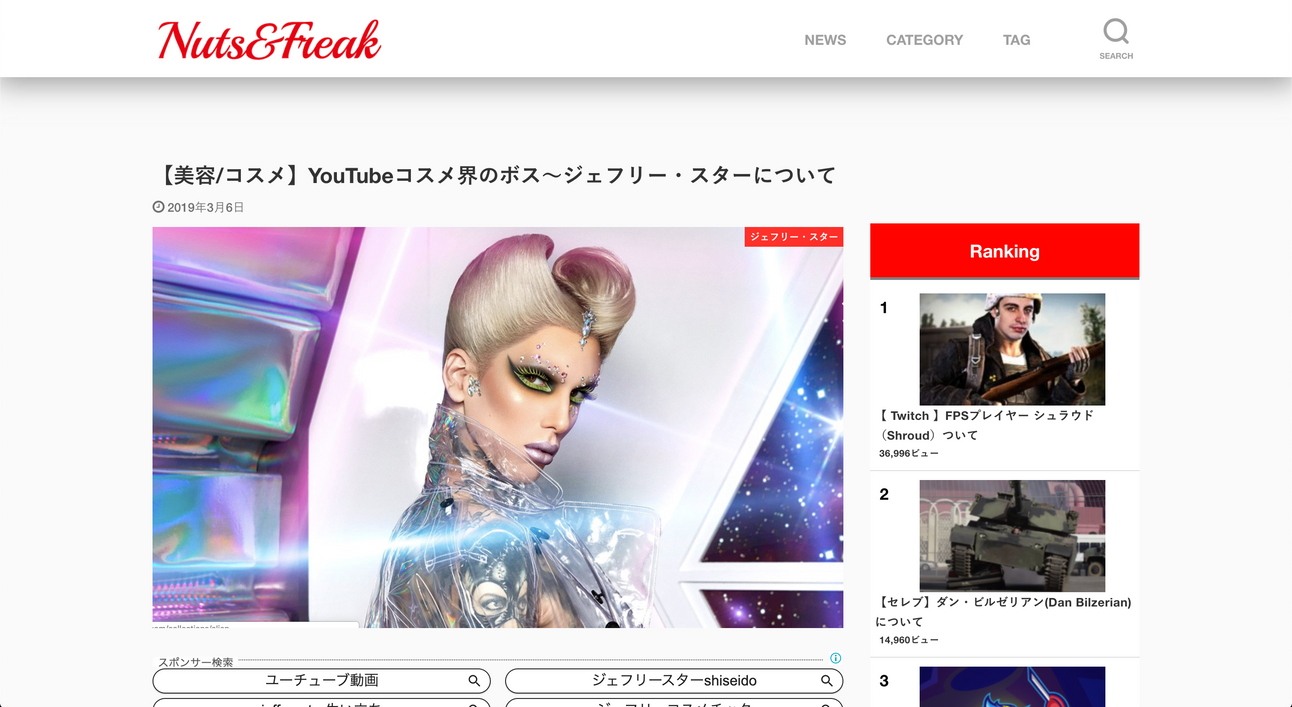 Nuts&Freak
NEWS
CATEGORY
TAG
SEARCH
【美容/コスメ】YouTubeコスメ界のボス〜ジェフリー・スターについて
2019年3月6日
ジェフリー・スター
スポンサー検索
ユーチューブ動画
ジェフリースターshiseido
Ranking
1
【 Twitch 】FPSプレイヤー シュラウド
（Shroud）ついて
36,996ビュー
2
【セレブ】ダン・ビルゼリアン(Dan Bilzerian)
について
14,960ビュー
3